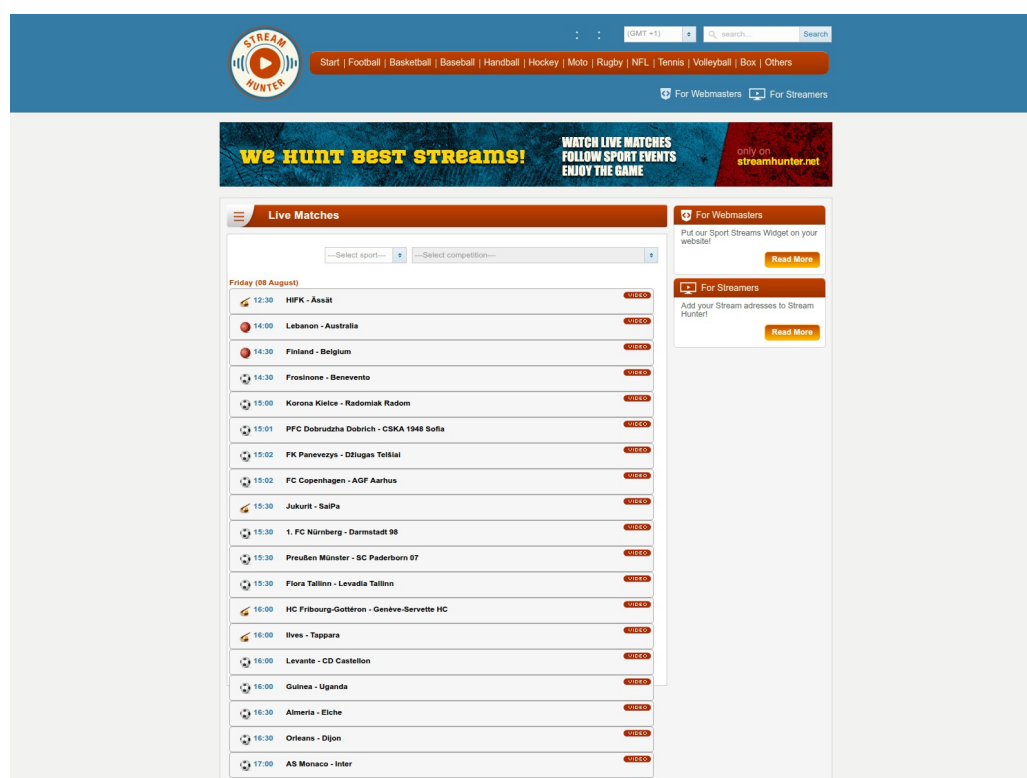 STREAM
HUNTER
: :
(GMT +1)
search...
Search
Start | Football | Basketball | Baseball | Handball | Hockey | Moto | Rugby | NFL | Tennis | Volleyball | Box | Others
For Webmasters
For Streamers
WE HUNT BEST STREAMS!
WATCH LIVE MATCHES
FOLLOW SPORT EVENTS
ENJOY THE GAME
only on
streamhunter.net
Live Matches
---Select sport---
---Select competition---
Friday (08 August)
12:30 HIFK - Ässät VIDEO
14:00 Lebanon - Australia VIDEO
14:30 Finland - Belgium VIDEO
14:30 Frosinone - Benevento VIDEO
15:00 Korona Kielce - Radomiak Radom VIDEO
15:01 PFC Dobrudzha Dobrich - CSKA 1948 Sofia VIDEO
15:02 FK Panevezys - Džiugas Telšiai VIDEO
15:02 FC Copenhagen - AGF Aarhus VIDEO
15:30 Jukurit - SaiPa VIDEO
15:30 1. FC Nürnberg - Darmstadt 98 VIDEO
15:30 Preußen Münster - SC Paderborn 07 VIDEO
15:30 Flora Tallinn - Levadia Tallinn VIDEO
16:00 HC Fribourg-Gottéron - Genève-Servette HC VIDEO
16:00 Ilves - Tappara VIDEO
16:00 Levante - CD Castellon VIDEO
16:00 Guinea - Uganda VIDEO
16:30 Almeria - Elche VIDEO
16:30 Orleans - Dijon VIDEO
17:00 AS Monaco - Inter VIDEO
For Webmasters
Put our Sport Streams Widget on your
website!
Read More
For Streamers
Add your Stream adresses to Stream
Hunter!
Read More